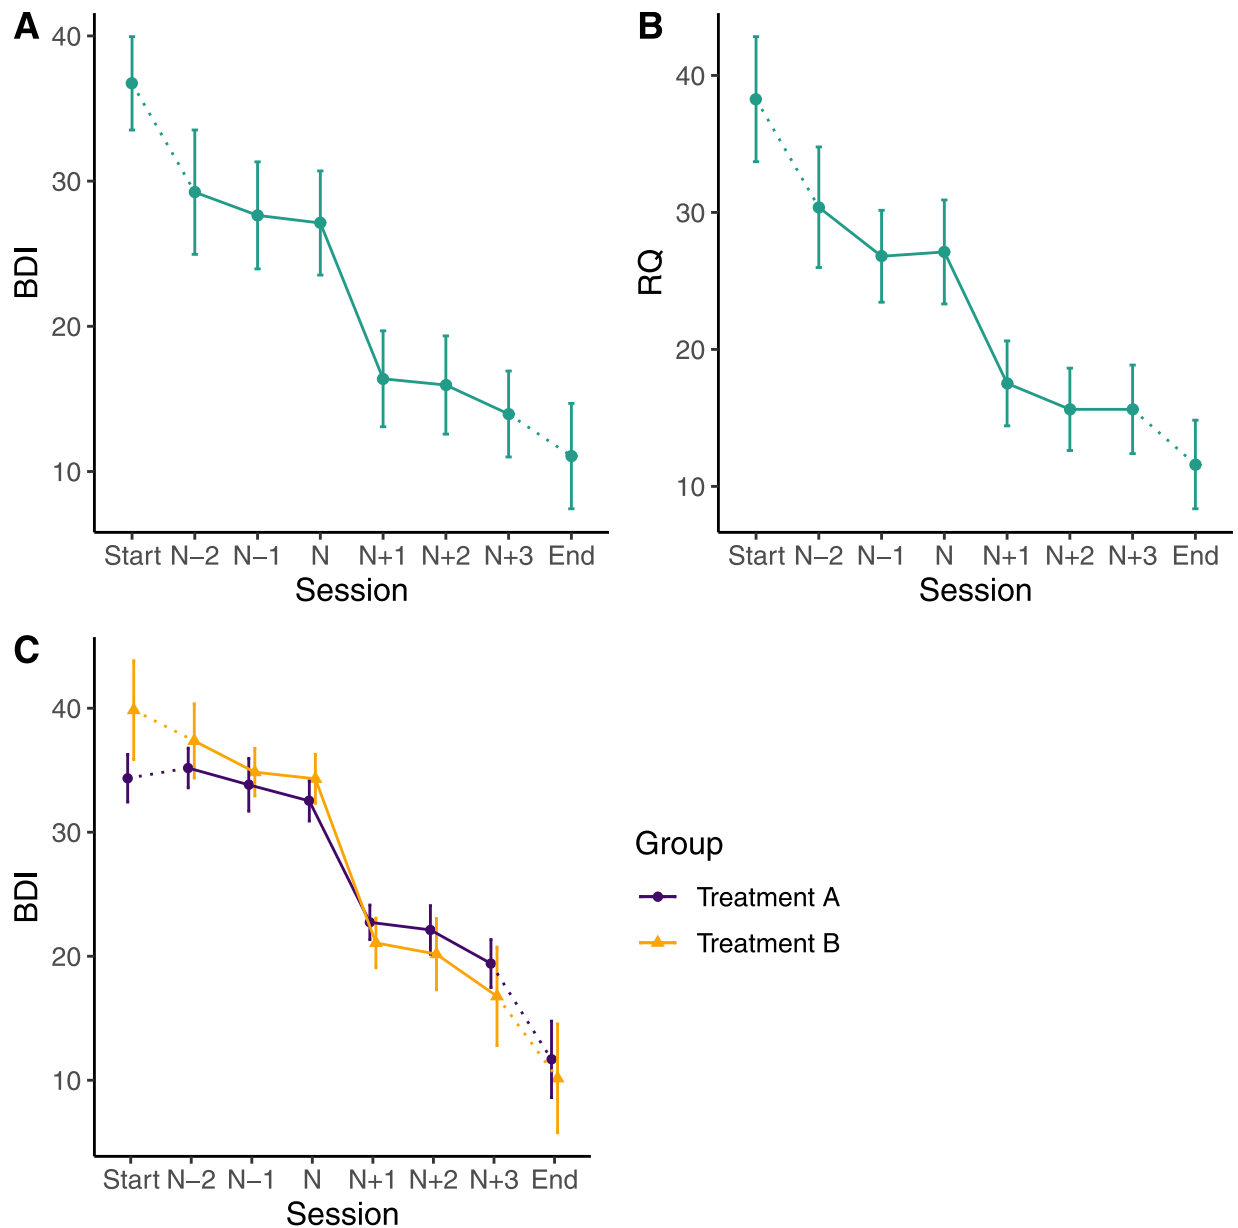 A
40
30
20
10
BDI
Start N−2 N−1 N N+1 N+2 N+3 End
Session
B
40
30
20
10
RQ
Start N−2 N−1 N N+1 N+2 N+3 End
Session
C
40
30
20
10
BDI
Start N−2 N−1 N N+1 N+2 N+3 End
Session
Group
Treatment A
Treatment B